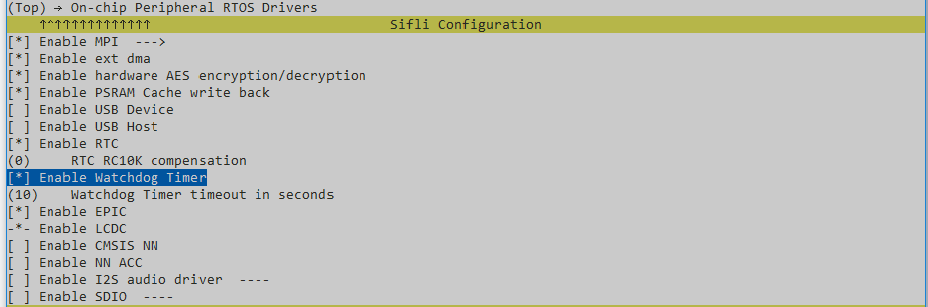 (Top) → On-chip Peripheral RTOS Drivers
↑↑↑↑↑↑↑↑↑↑↑↑↑↑ Sifli Configuration
[*] Enable MPI  --->
[*] Enable ext dma
[*] Enable hardware AES encryption/decryption
[*] Enable PSRAM Cache write back
[ ] Enable USB Device
[ ] Enable USB Host
[*] Enable RTC
(0)     RTC RC10K compensation
[*] Enable Watchdog Timer
(10)    Watchdog Timer timeout in seconds
[*] Enable EPIC
-*- Enable LCDC
[ ] Enable CMSIS NN
[ ] Enable NN ACC
[ ] Enable I2S audio driver  ----
[ ] Enable SDIO  ----